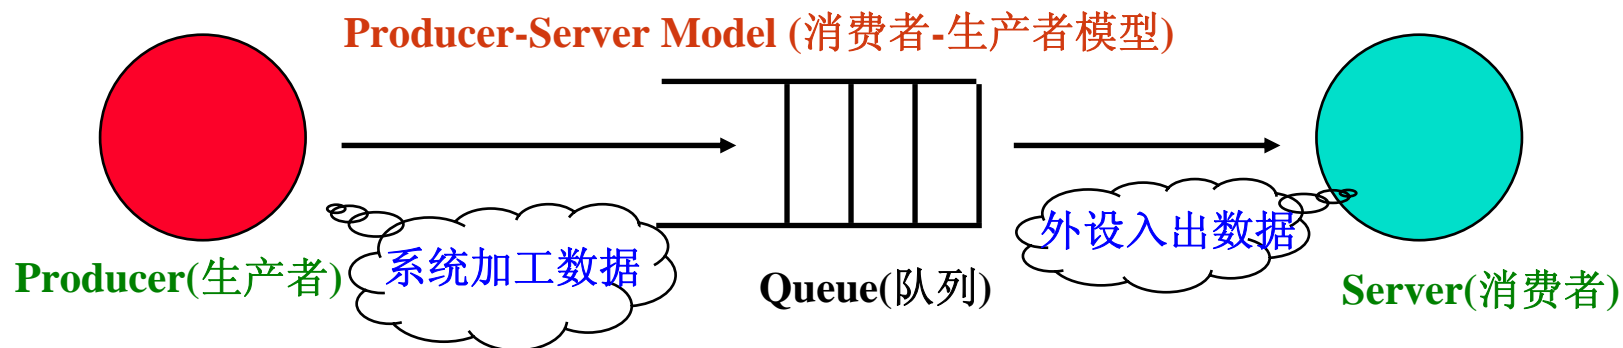 Producer-Server Model (消费者-生产者模型)
系统加工数据
外设入出数据
Producer(生产者)
Queue(队列)
Server(消费者)